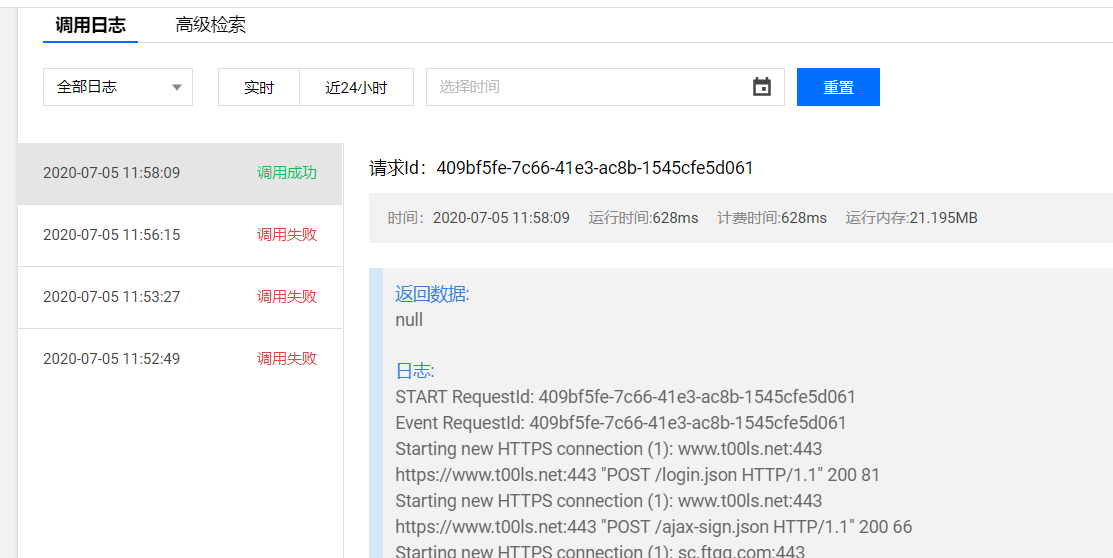 调用日志 高级检索
全部日志 实时 近24小时 选择时间 重置
2020-07-05 11:58:09 调用成功
2020-07-05 11:56:15 调用失败
2020-07-05 11:53:27 调用失败
2020-07-05 11:52:49 调用失败
请求Id：409bf5fe-7c66-41e3-ac8b-1545cfe5d061
时间：2020-07-05 11:58:09 运行时间:628ms 计费时间:628ms 运行内存:21.195MB
返回数据:
null
日志:
START RequestId: 409bf5fe-7c66-41e3-ac8b-1545cfe5d061
Event RequestId: 409bf5fe-7c66-41e3-ac8b-1545cfe5d061
Starting new HTTPS connection (1): www.t00ls.net:443
https://www.t00ls.net:443 "POST /login.json HTTP/1.1" 200 81
Starting new HTTPS connection (1): www.t00ls.net:443
https://www.t00ls.net:443 "POST /ajax-sign.json HTTP/1.1" 200 66
Starting new HTTPS connection (1): sc.ftqq.com:443